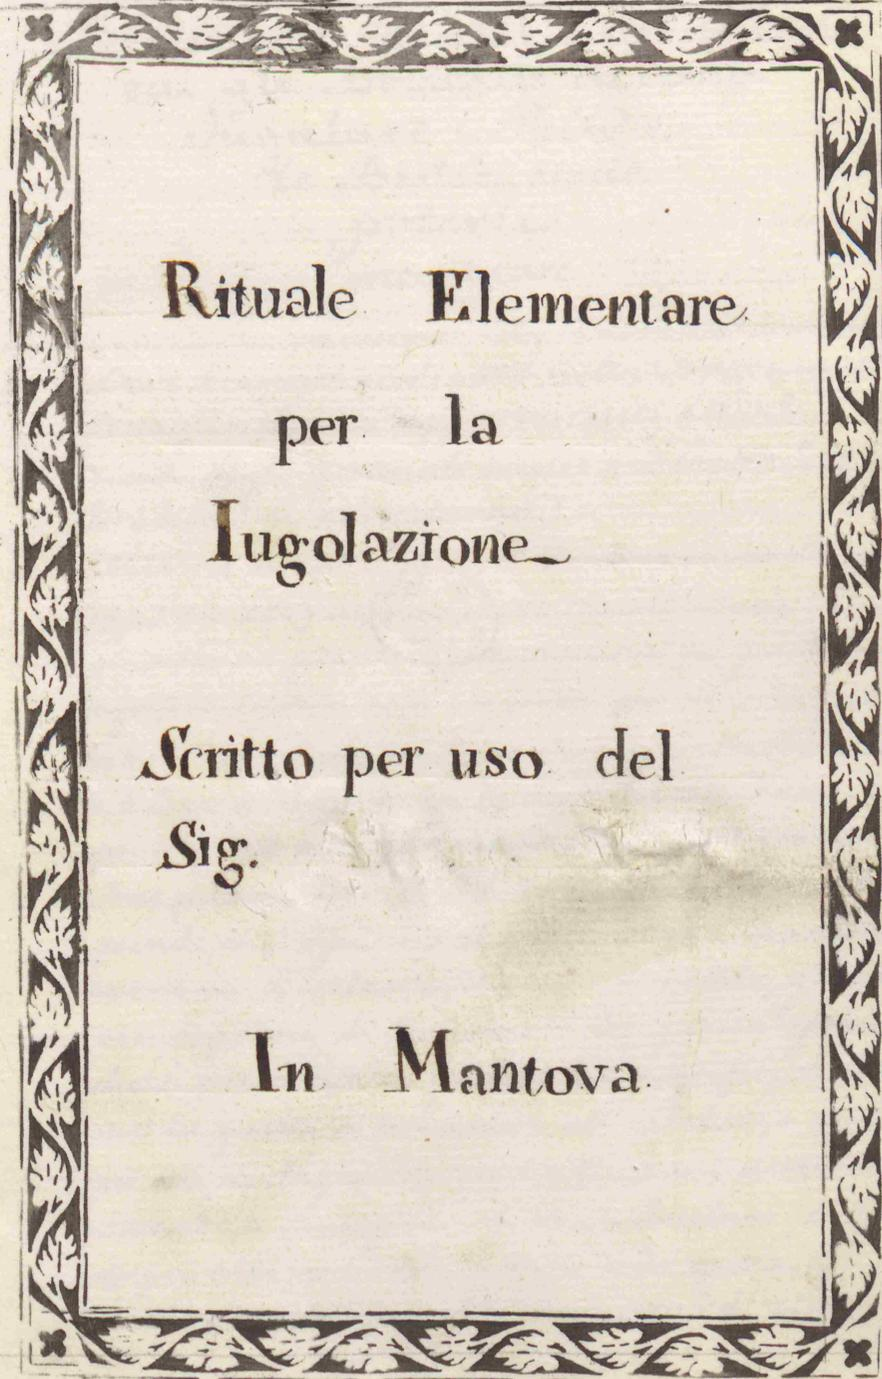 Rituale Elementare
per la
Iugolazione
Scritto per uso del
Sig.
In Mantova